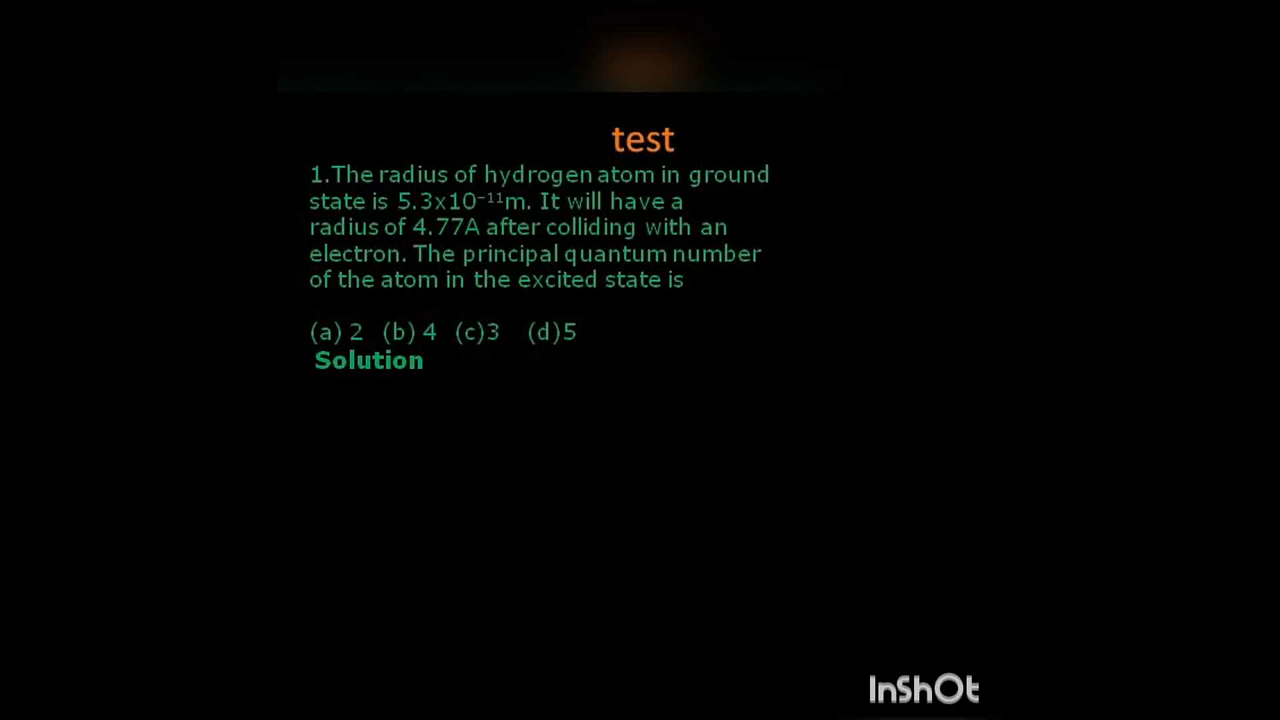 test
1.The radius of hydrogen atom in ground
state is 5.3x10⁻¹¹m. It will have a
radius of 4.77A after colliding with an
electron. The principal quantum number
of the atom in the excited state is
(a) 2 (b) 4 (c)3 (d)5
Solution
InShOt